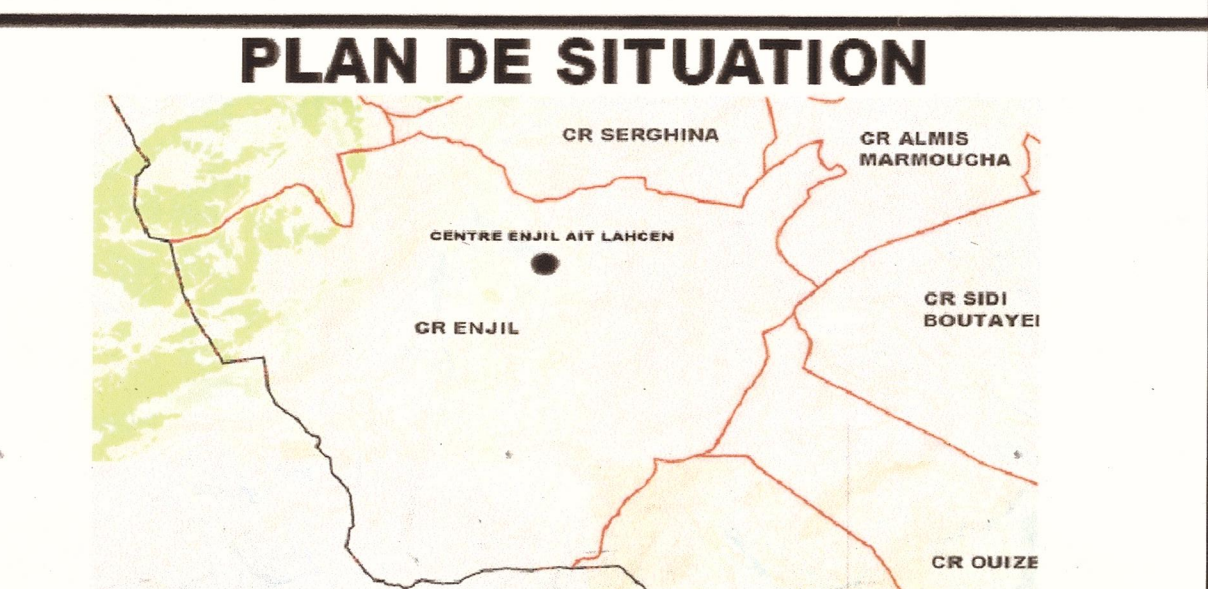 PLAN DE SITUATION
CR SERGHINA
CR ALMIS
MARMOUCHA
CENTRE ENJIL AIT LAHCEN
CR SIDI
BOUTAYEI
CR ENJIL
CR OUIZE